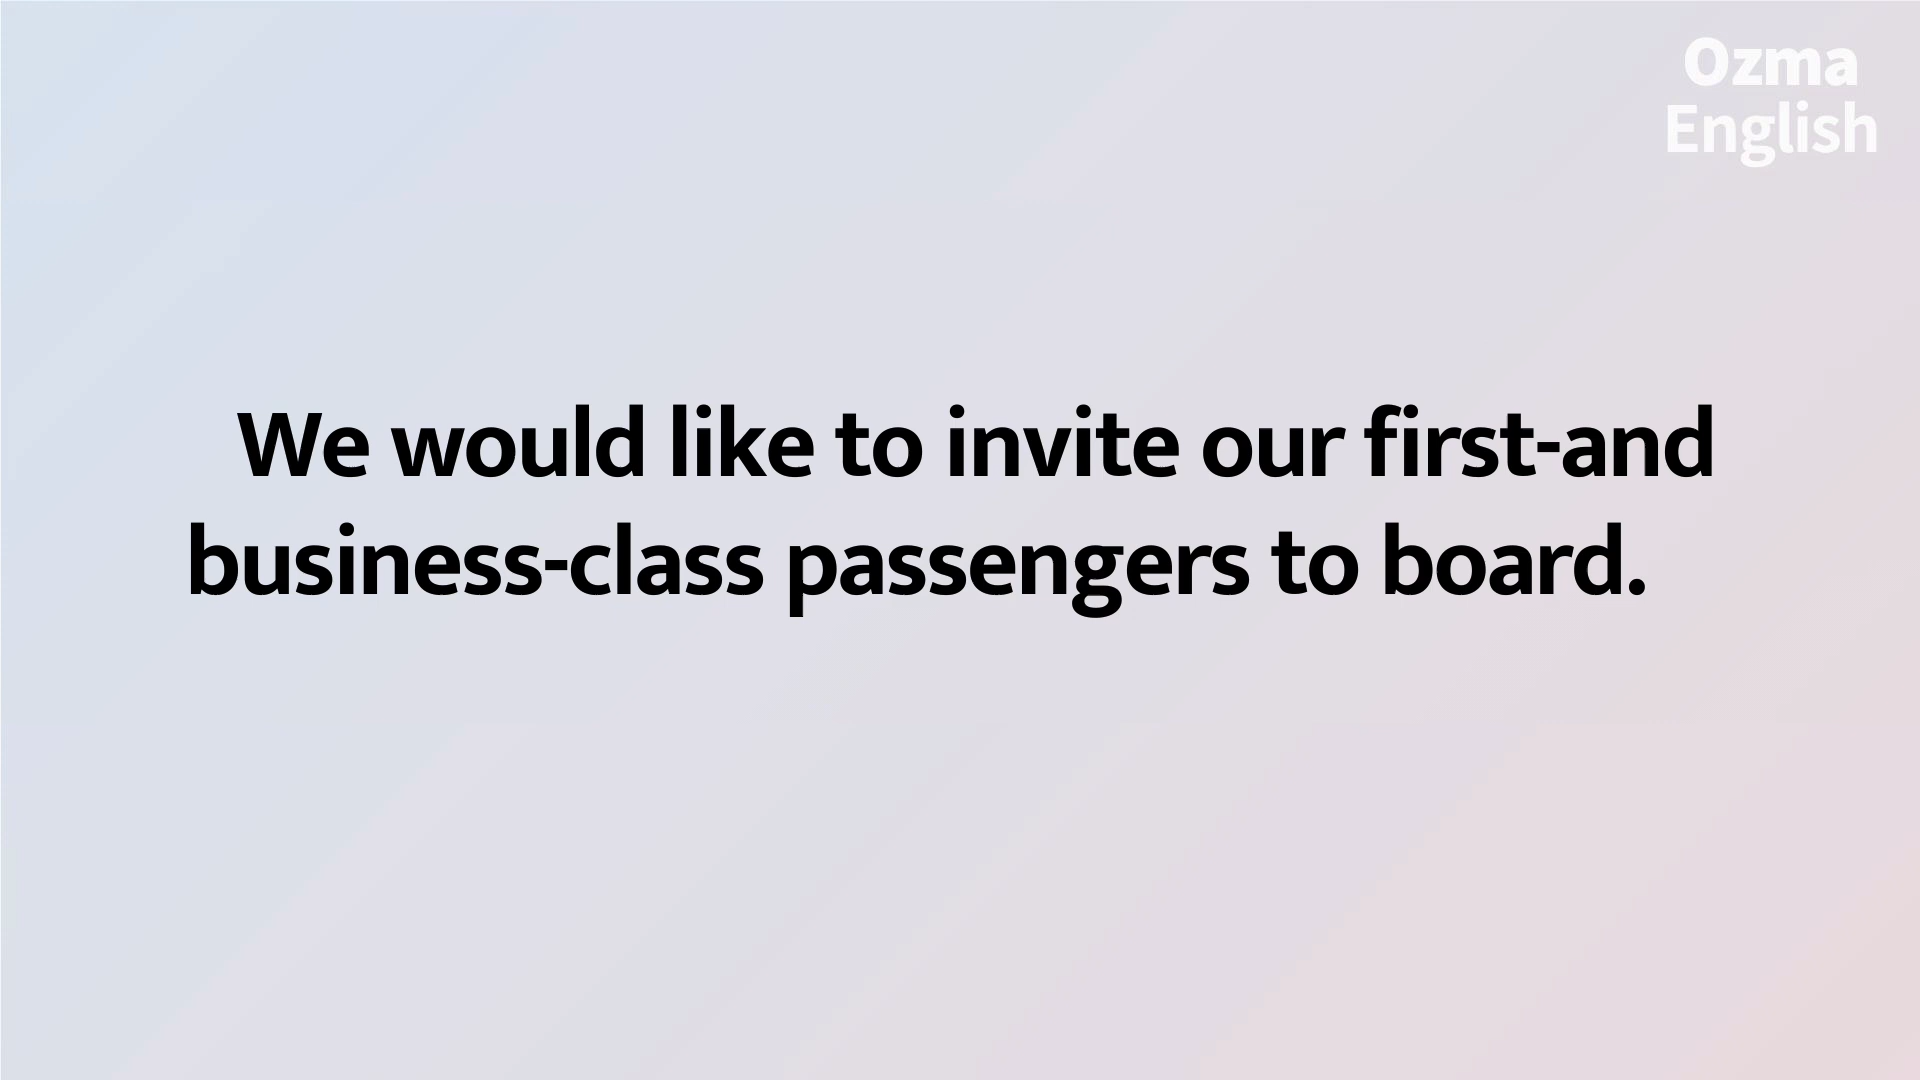 Ozma
English
We would like to invite our first-and
business-class passengers to board.